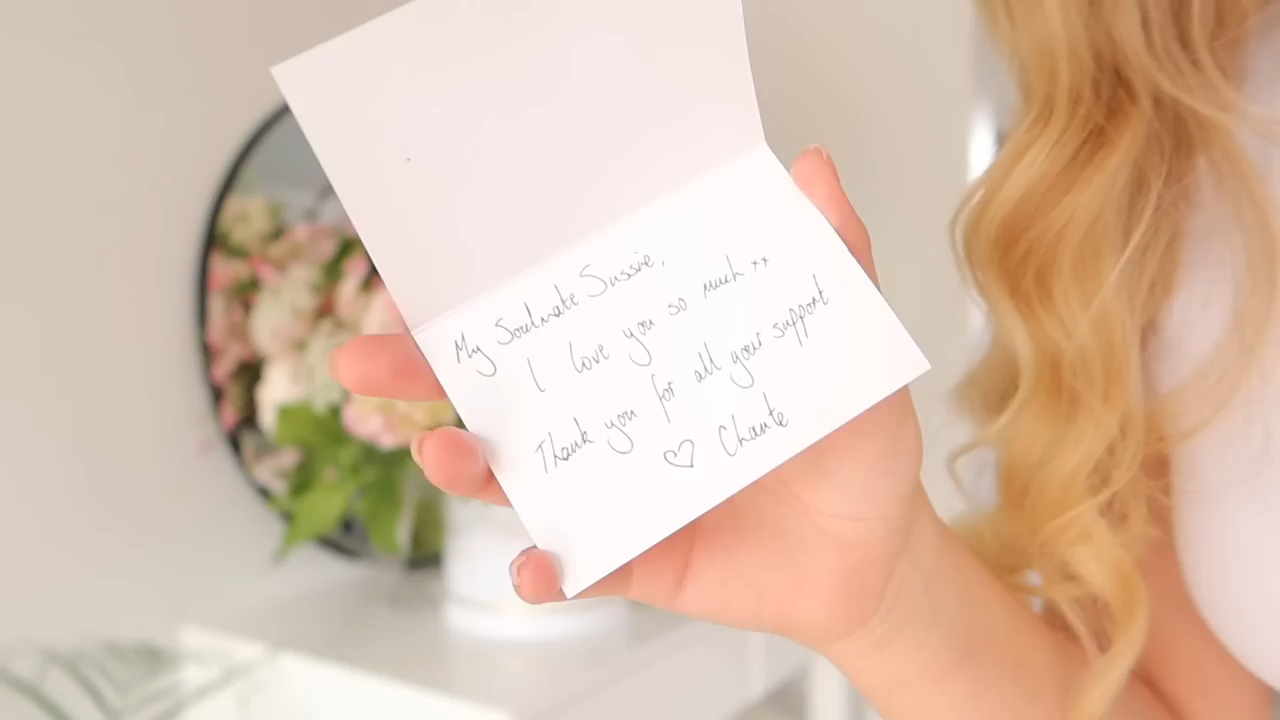 My Soulmate Sussie,
I love you so much xx
Thank you for all your support
♡ Chante